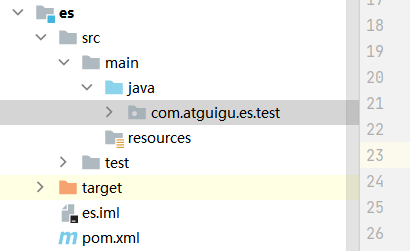 es
src
main
java
com.atguigu.es.test
resources
test
target
es.iml
pom.xml
17
18
19
20
21
22
23
24
25
26